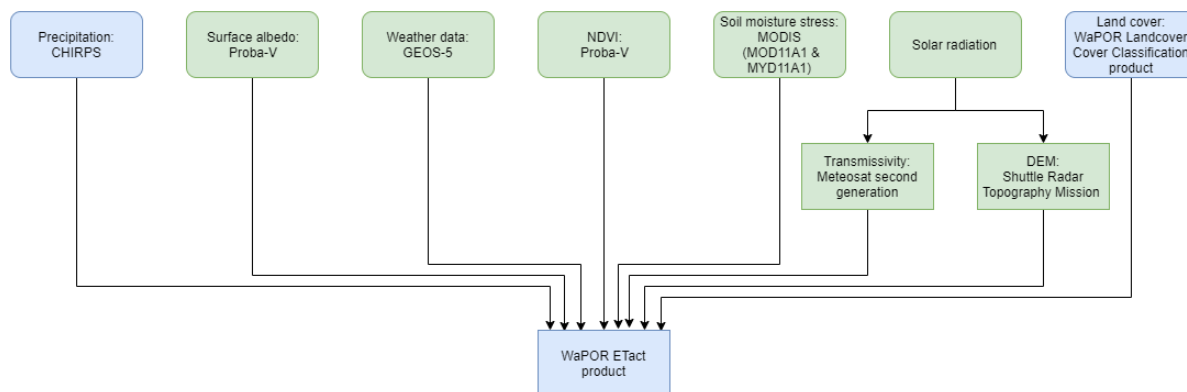 Precipitation:
CHIRPS
Surface albedo:
Proba-V
Weather data:
GEOS-5
NDVI:
Proba-V
Soil moisture stress:
MODIS
(MOD11A1 &
MYD11A1)
Solar radiation
Land cover:
WaPOR Landcover
Cover Classification
product
Transmissivity:
Meteosat second
generation
DEM:
Shuttle Radar
Topography Mission
WaPOR ETact
product